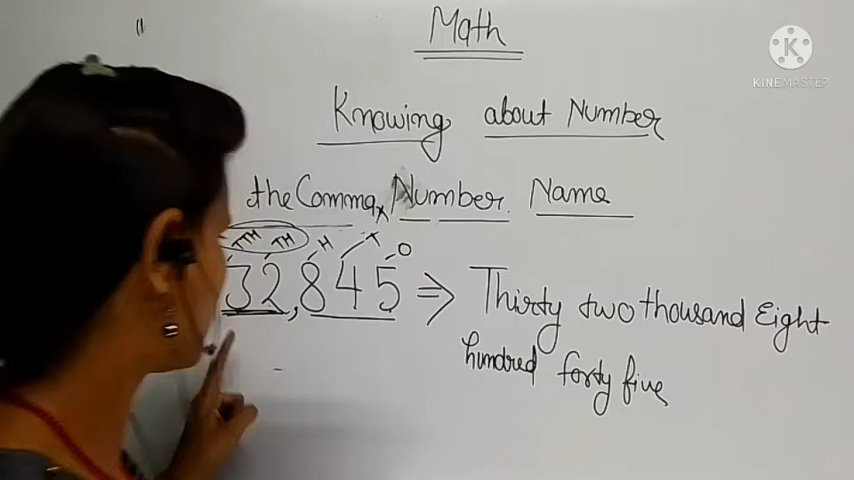 Math
K
KINEMASTER
Knowing about Number
the Comma, Number Name
TTH TH H T O
32,845 ⇒ Thirty two thousand Eight
hundred forty five